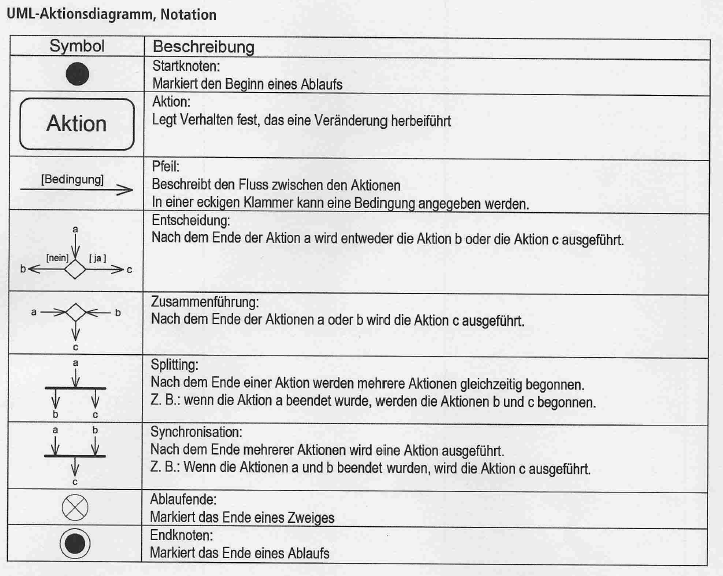 UML-Aktionsdiagramm, Notation
Symbol
Beschreibung
Startknoten:
Markiert den Beginn eines Ablaufs
Aktion
Aktion:
Legt Verhalten fest, das eine Veränderung herbeiführt
[Bedingung]
Pfeil:
Beschreibt den Fluss zwischen den Aktionen
In einer eckigen Klammer kann eine Bedingung angegeben werden.
a
[nein] [ ja ]
b c
Entscheidung:
Nach dem Ende der Aktion a wird entweder die Aktion b oder die Aktion c ausgeführt.
a b
c
Zusammenführung:
Nach dem Ende der Aktionen a oder b wird die Aktion c ausgeführt.
a
b c
Splitting:
Nach dem Ende einer Aktion werden mehrere Aktionen gleichzeitig begonnen.
Z. B.: wenn die Aktion a beendet wurde, werden die Aktionen b und c begonnen.
a b
c
Synchronisation:
Nach dem Ende mehrerer Aktionen wird eine Aktion ausgeführt.
Z. B.: Wenn die Aktionen a und b beendet wurden, wird die Aktion c ausgeführt.
Ablaufende:
Markiert das Ende eines Zweiges
Endknoten:
Markiert das Ende eines Ablaufs